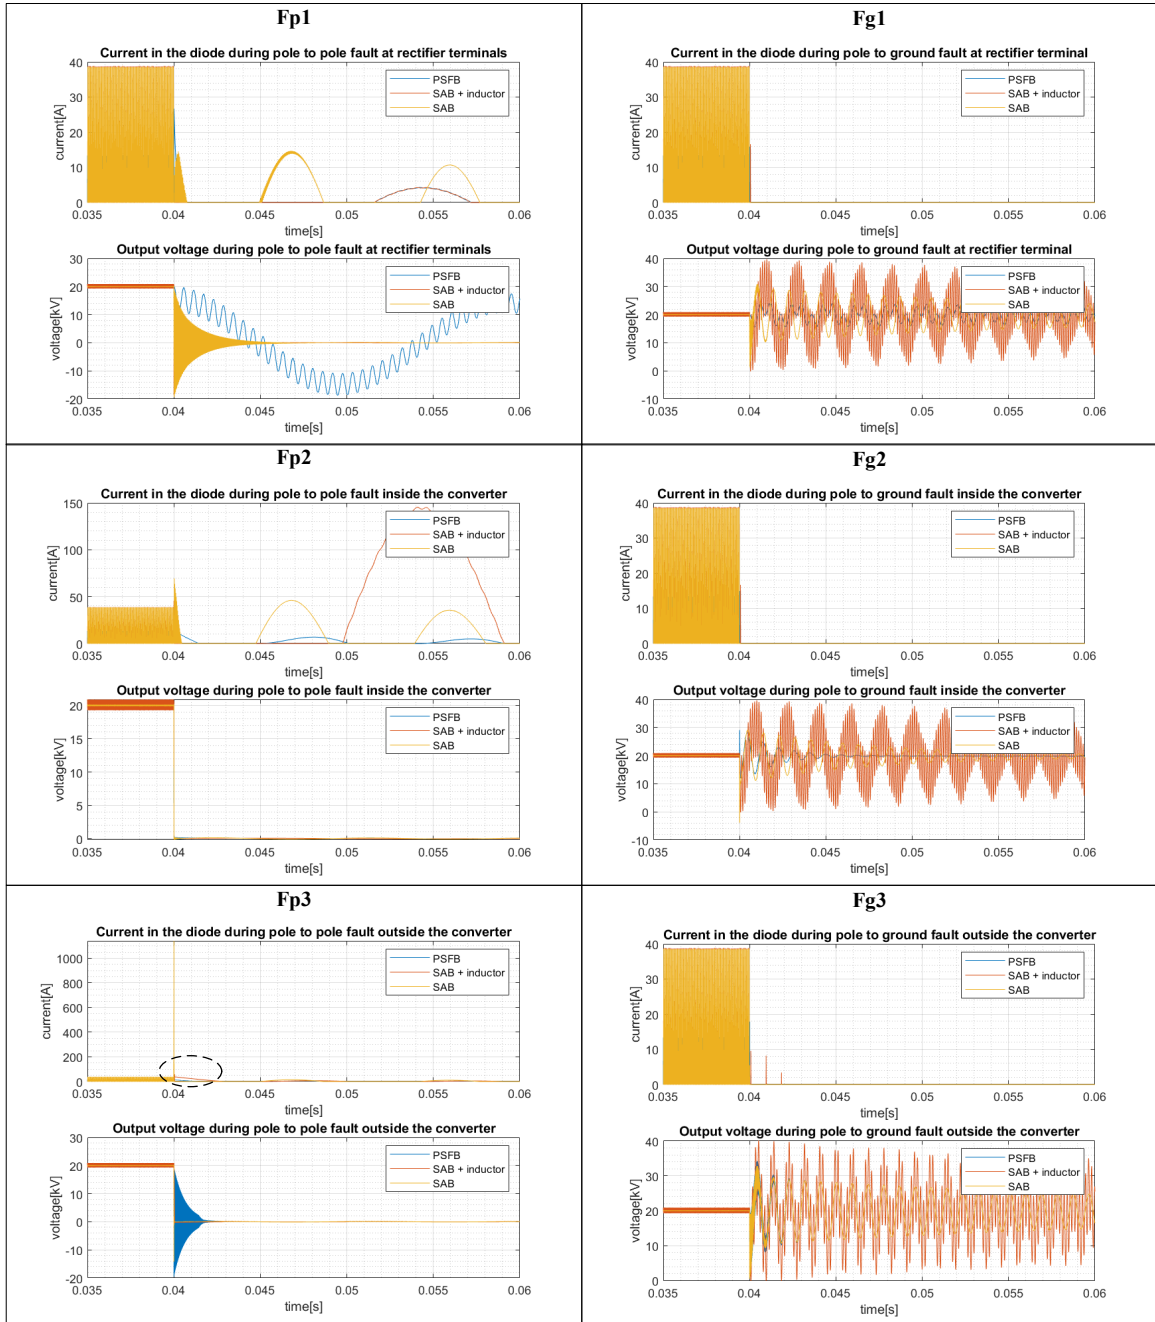 Fp1
Current in the diode during pole to pole fault at rectifier terminals
40
30
20
10
0
current[A]
PSFB
SAB + inductor
SAB
0.035
0.04
0.045
0.05
0.055
0.06
time[s]
Output voltage during pole to pole fault at rectifier terminals
30
20
10
0
-10
-20
voltage[kV]
PSFB
SAB + inductor
SAB
0.035
0.04
0.045
0.05
0.055
0.06
time[s]
Fg1
Current in the diode during pole to ground fault at rectifier terminal
40
30
20
10
0
current[A]
PSFB
SAB + inductor
SAB
0.035
0.04
0.045
0.05
0.055
0.06
time[s]
Output voltage during pole to ground fault at rectifier terminal
40
30
20
10
0
-10
voltage[kV]
PSFB
SAB + inductor
SAB
0.035
0.04
0.045
0.05
0.055
0.06
time[s]
Fp2
Current in the diode during pole to pole fault inside the converter
150
100
50
0
current[A]
PSFB
SAB + inductor
SAB
0.035
0.04
0.045
0.05
0.055
0.06
time[s]
Output voltage during pole to pole fault inside the converter
20
15
10
5
0
voltage[kV]
PSFB
SAB + inductor
SAB
0.035
0.04
0.045
0.05
0.055
0.06
time[s]
Fg2
Current in the diode during pole to ground fault inside the converter
40
30
20
10
0
current[A]
PSFB
SAB + inductor
SAB
0.035
0.04
0.045
0.05
0.055
0.06
time[s]
Output voltage during pole to ground fault inside the converter
40
30
20
10
0
-10
voltage[kV]
PSFB
SAB + inductor
SAB
0.035
0.04
0.045
0.05
0.055
0.06
time[s]
Fp3
Current in the diode during pole to pole fault outside the converter
1000
800
600
400
200
0
current[A]
PSFB
SAB + inductor
SAB
0.035
0.04
0.045
0.05
0.055
0.06
time[s]
Output voltage during pole to pole fault outside the converter
30
20
10
0
-10
-20
voltage[kV]
PSFB
SAB + inductor
SAB
0.035
0.04
0.045
0.05
0.055
0.06
time[s]
Fg3
Current in the diode during pole to ground fault outside the converter
40
30
20
10
0
current[A]
PSFB
SAB + inductor
SAB
0.035
0.04
0.045
0.05
0.055
0.06
time[s]
Output voltage during pole to ground fault outside the converter
40
30
20
10
0
voltage[kV]
PSFB
SAB + inductor
SAB
0.035
0.04
0.045
0.05
0.055
0.06
time[s]